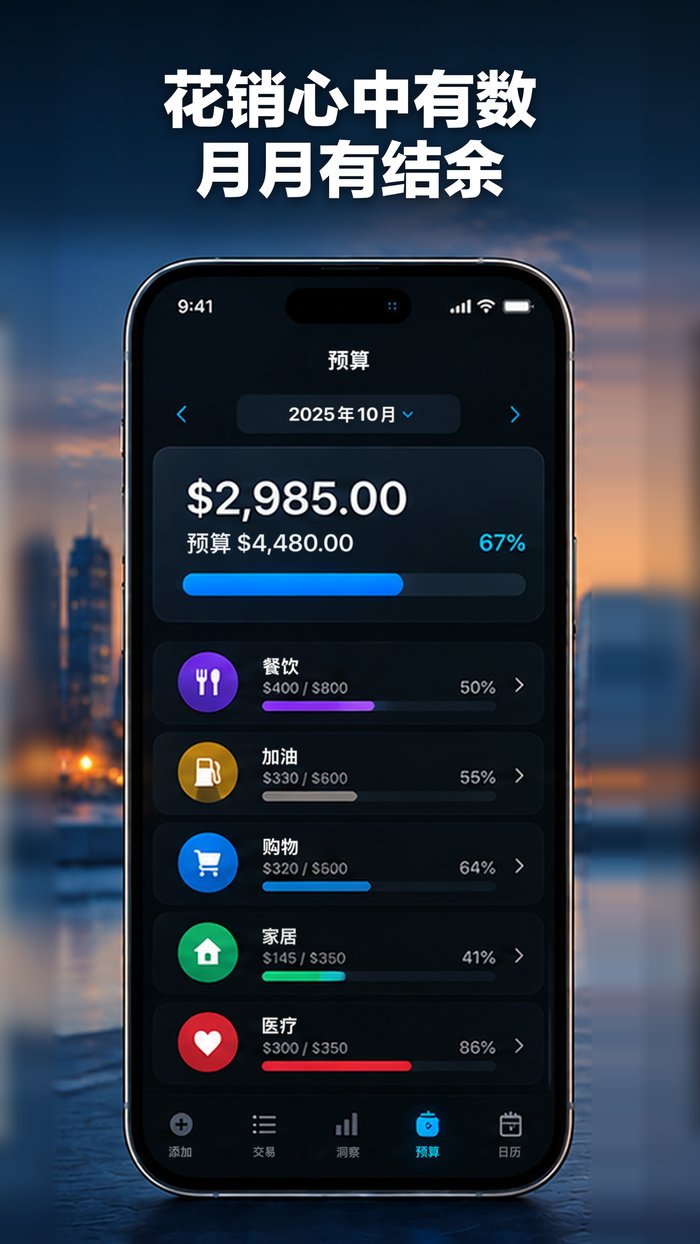 花销心中有数
月月有结余
9:41
预算
2025年10月
$2,985.00
预算 $4,480.00
67%
餐饮
$400 / $800
50%
加油
$330 / $600
55%
购物
$320 / $500
64%
家居
$145 / $350
41%
医疗
$300 / $350
86%
添加
交易
洞察
预算
日历